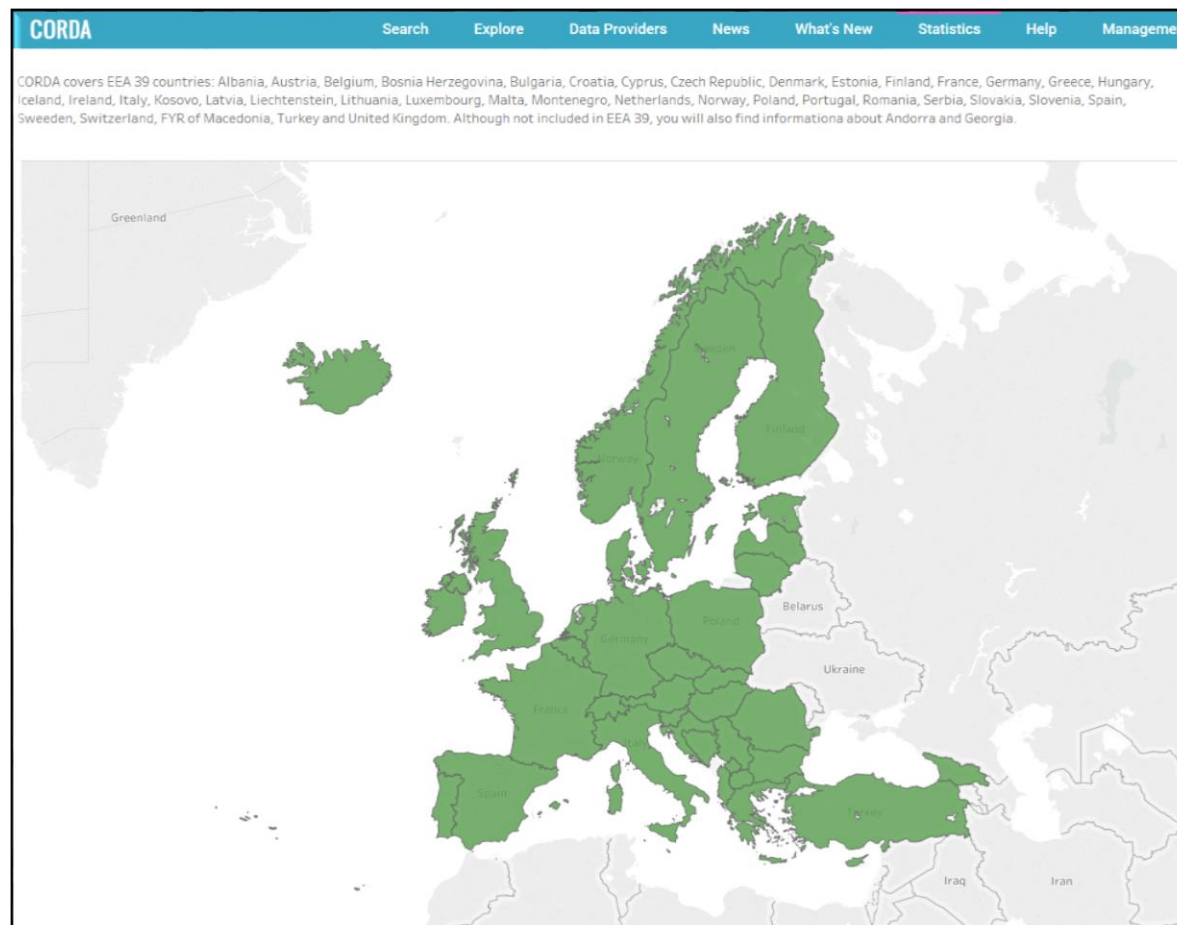 CORDA Search Explore Data Providers News What's New Statistics Help Manageme
CORDA covers EEA 39 countries: Albania, Austria, Belgium, Bosnia Herzegovina, Bulgaria, Croatia, Cyprus, Czech Republic, Denmark, Estonia, Finland, France, Germany, Greece, Hungary,
Iceland, Ireland, Italy, Kosovo, Latvia, Liechtenstein, Lithuania, Luxembourg, Malta, Montenegro, Netherlands, Norway, Poland, Portugal, Romania, Serbia, Slovakia, Slovenia, Spain,
Sweeden, Switzerland, FYR of Macedonia, Turkey and United Kingdom. Although not included in EEA 39, you will also find informationa about Andorra and Georgia.
Greenland
Sweden
Finland
Norway
Belarus
Poland
Germany
Ukraine
France
Italy
Spain
Turkey
Iraq
Iran